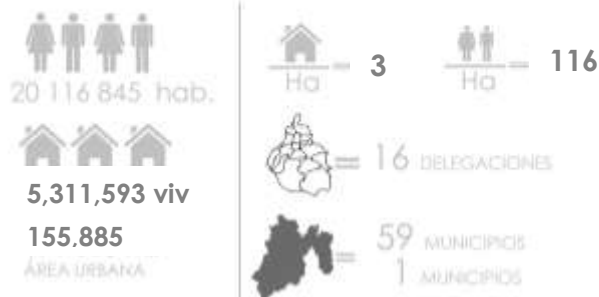 20 116 845 hab.
5,311,593 viv
155,885
ÁREA URBANA
Ha = 3
Ha = 116
= 16 DELEGACIONES
= 59 MUNICIPIOS
1 MUNICIPIOS